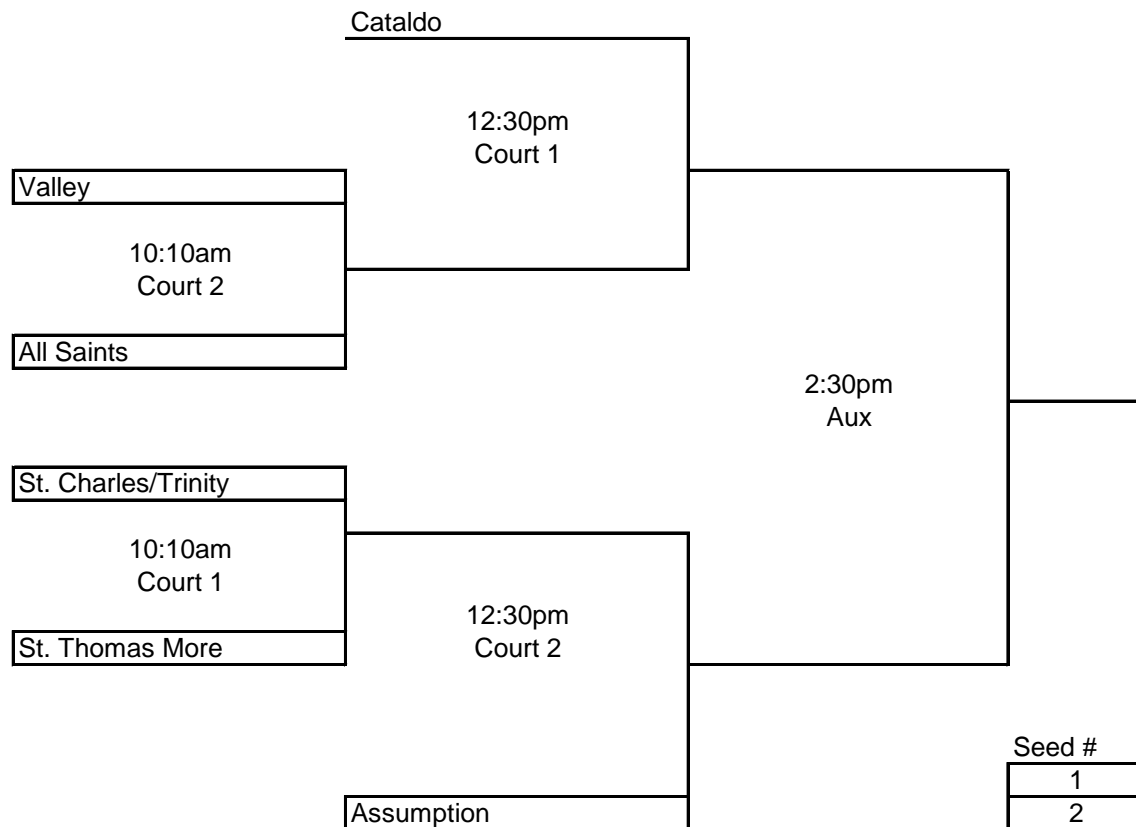 Cataldo
12:30pm
Court 1
Valley
10:10am
Court 2
All Saints
2:30pm
Aux
St. Charles/Trinity
10:10am
Court 1
12:30pm
Court 2
St. Thomas More
Seed #
1
Assumption
2